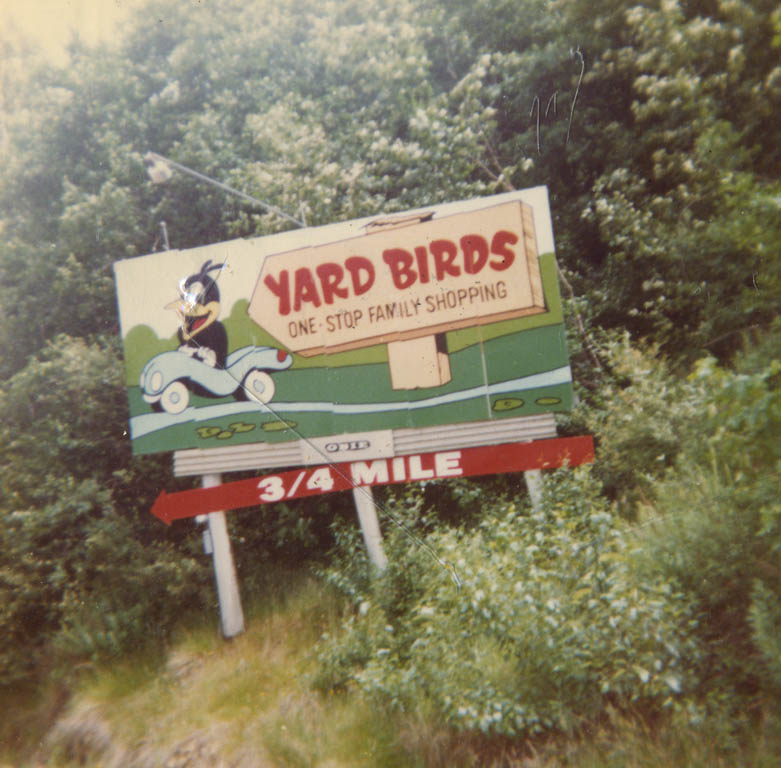 YARD BIRDS
ONE-STOP FAMILY SHOPPING
3/4 MILE